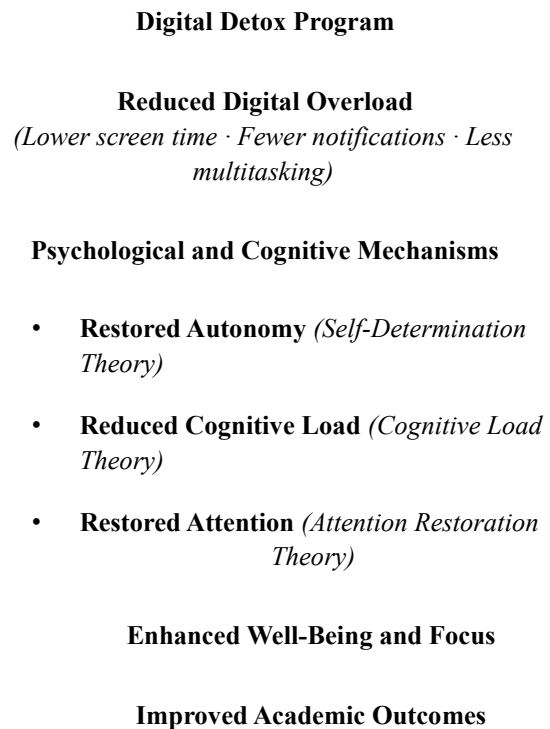 Digital Detox Program
Reduced Digital Overload
(Lower screen time · Fewer notifications · Less
multitasking)
Psychological and Cognitive Mechanisms
• Restored Autonomy (Self-Determination
Theory)
• Reduced Cognitive Load (Cognitive Load
Theory)
• Restored Attention (Attention Restoration
Theory)
Enhanced Well-Being and Focus
Improved Academic Outcomes